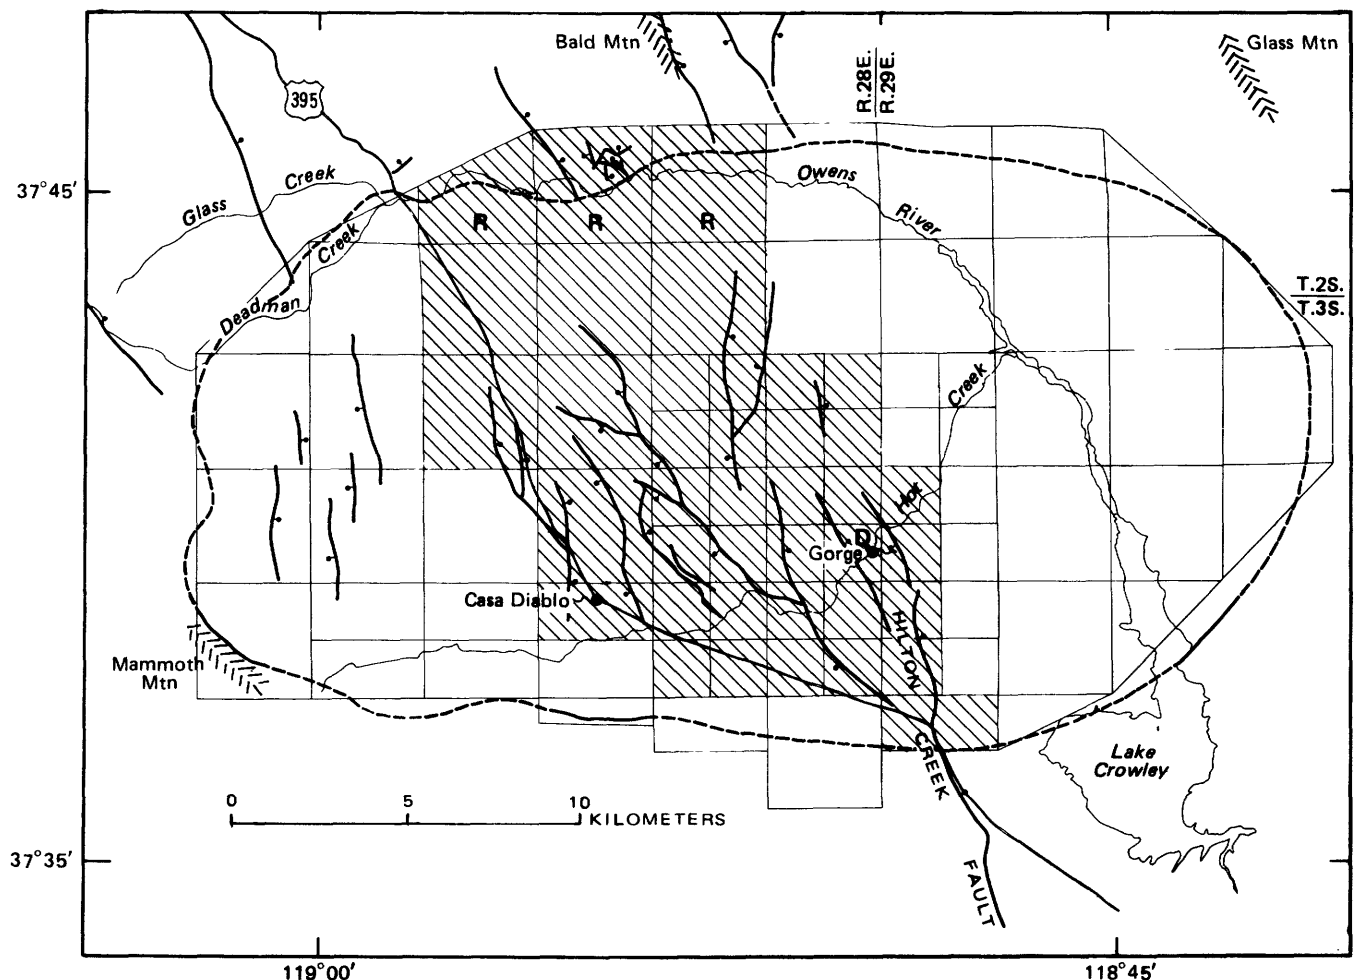 Bald Mtn
R.28E.
R.29E.
Glass Mtn
395
37°45'
Glass Creek
Owens River
R R R
Deadman Creek
T.2S.
T.3S.
Hot Creek
D
Gorge
Casa Diablo
Mammoth
Mtn
HILTON CREEK FAULT
Lake
Crowley
0 5 10
KILOMETERS
37°35'
119°00'
118°45'